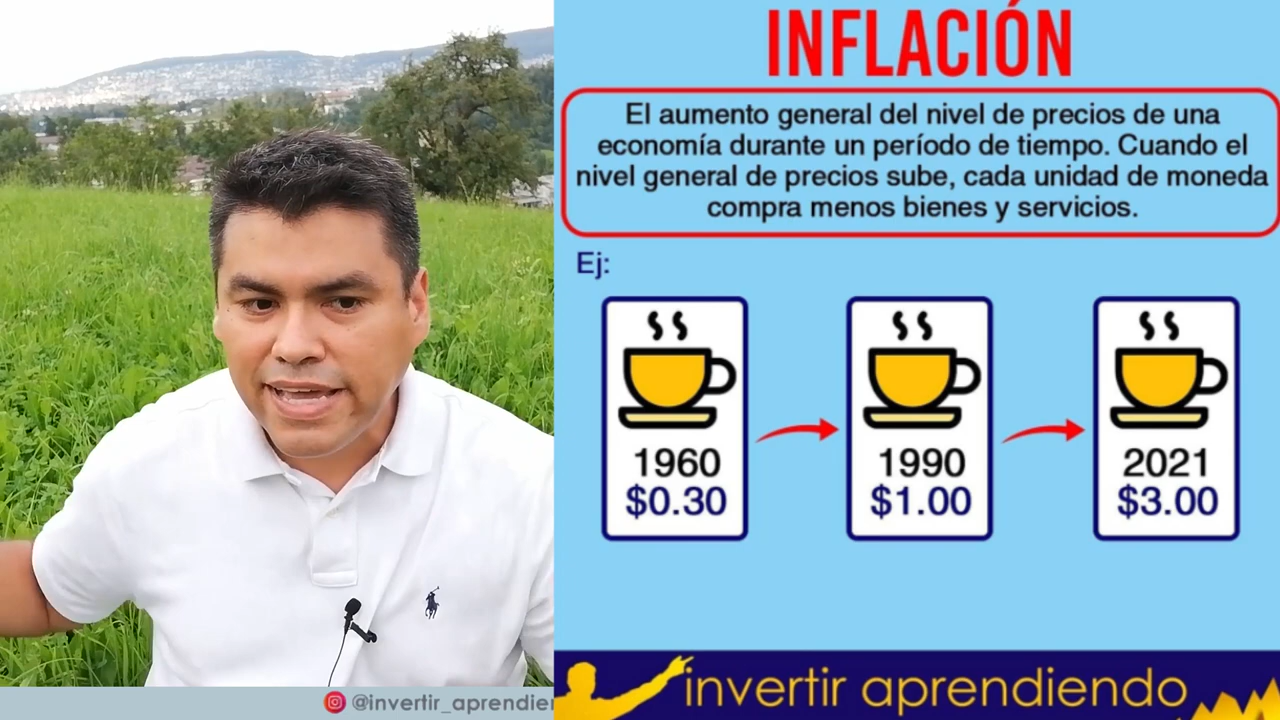 INFLACIÓN
El aumento general del nivel de precios de una
economía durante un período de tiempo. Cuando el
nivel general de precios sube, cada unidad de moneda
compra menos bienes y servicios.
Ej:
1960
$0.30
1990
$1.00
2021
$3.00
@invertir_aprendien
invertir aprendiendo